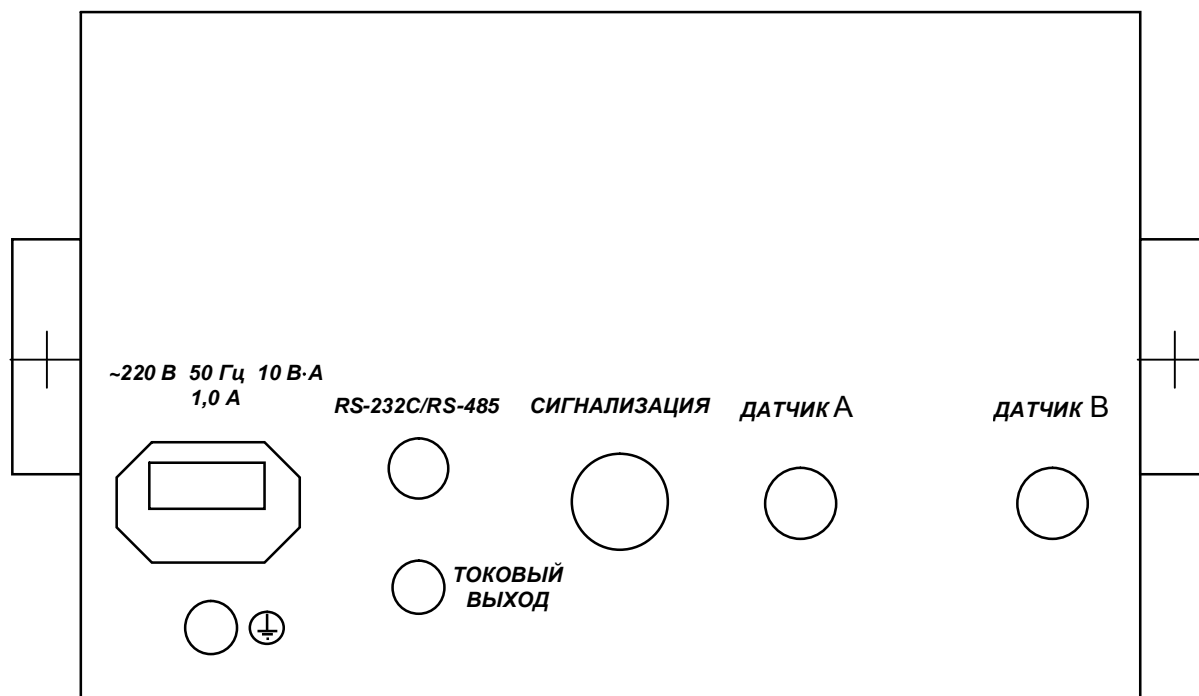 ~220 В 50 Гц 10 В·А
1,0 А
RS-232C/RS-485
СИГНАЛИЗАЦИЯ
ДАТЧИК А
ДАТЧИК В
ТОКОВЫЙ
ВЫХОД